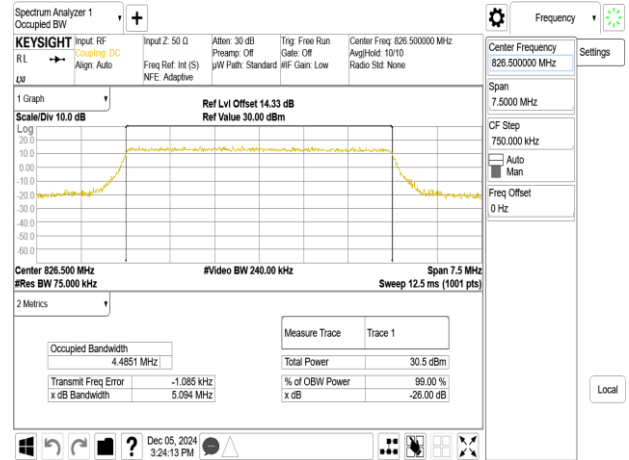 Spectrum Analyzer 1
Occupied BW
Frequency
Settings
KEYSIGHT
RL
LXI
Input: RF
Coupling: DC
Align: Auto
Input Z: 50 Ω
Freq Ref: Int (S)
NFE: Adaptive
Atten: 30 dB
Preamp: Off
µW Path: Standard
Trig: Free Run
Gate: Off
#IF Gain: Low
Center Freq: 826.500000 MHz
Avg|Hold: 10/10
Radio Std: None
Center Frequency
826.500000 MHz
Span
7.5000 MHz
CF Step
750.000 kHz
Auto
Man
Freq Offset
0 Hz
Local
1 Graph
Scale/Div 10.0 dB
Ref Lvl Offset 14.33 dB
Ref Value 30.00 dBm
Log
20.0
10.0
0.00
-10.0
-20.0
-30.0
-40.0
-50.0
-60.0
Center 826.500 MHz
#Res BW 75.000 kHz
#Video BW 240.00 kHz
Span 7.5 MHz
Sweep 12.5 ms (1001 pts)
2 Metrics
Occupied Bandwidth
4.4851 MHz
Transmit Freq Error -1.085 kHz
x dB Bandwidth 5.094 MHz
Measure Trace Trace 1
Total Power 30.5 dBm
% of OBW Power 99.00 %
x dB -26.00 dB
Dec 05, 2024
3:24:13 PM